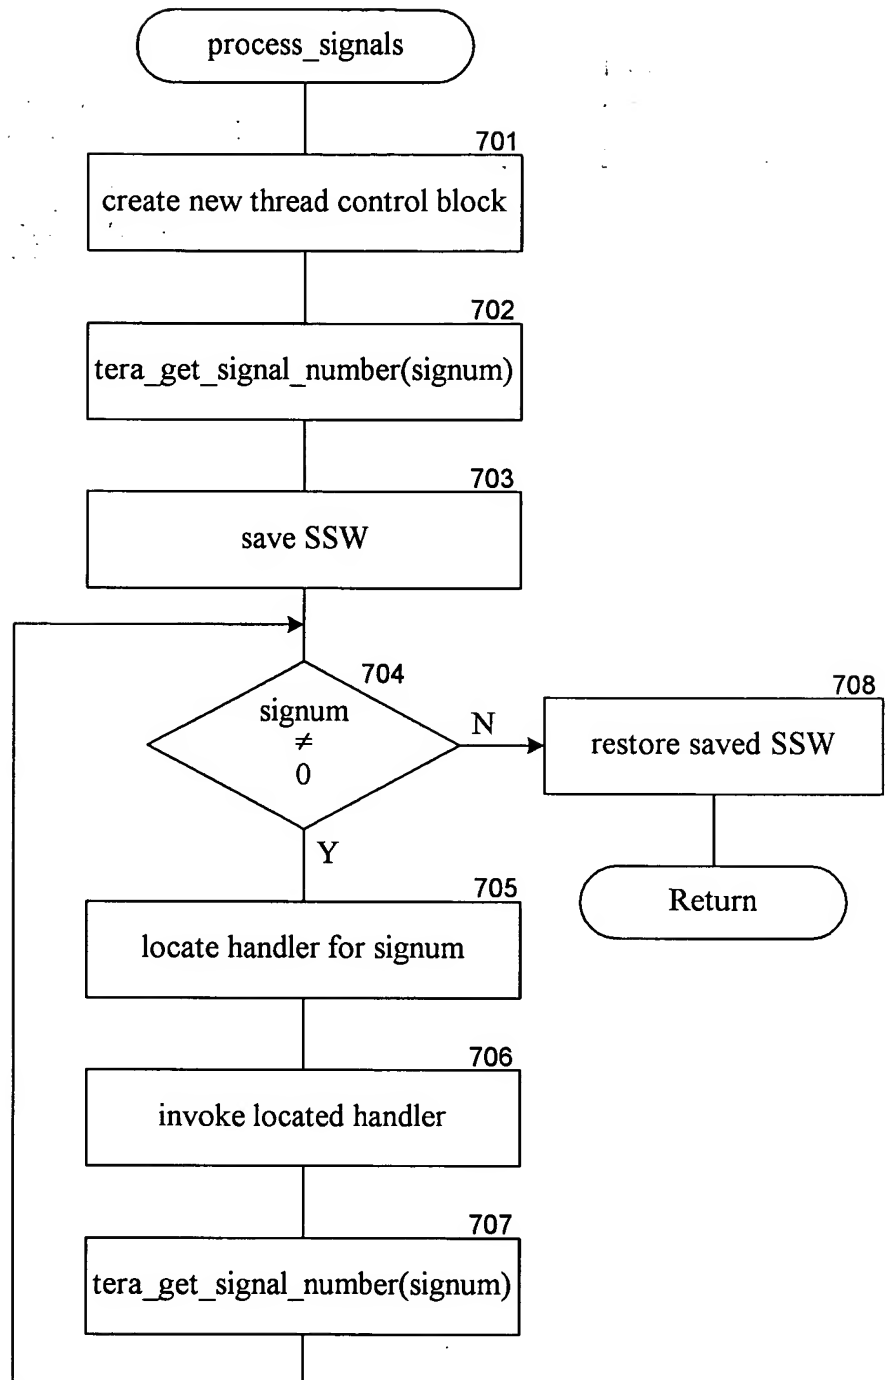 process_signals
701
create new thread control block
702
tera_get_signal_number(signum)
703
save SSW
704
signum
≠
0
N
708
restore saved SSW
Y
Return
705
locate handler for signum
706
invoke located handler
707
tera_get_signal_number(signum)